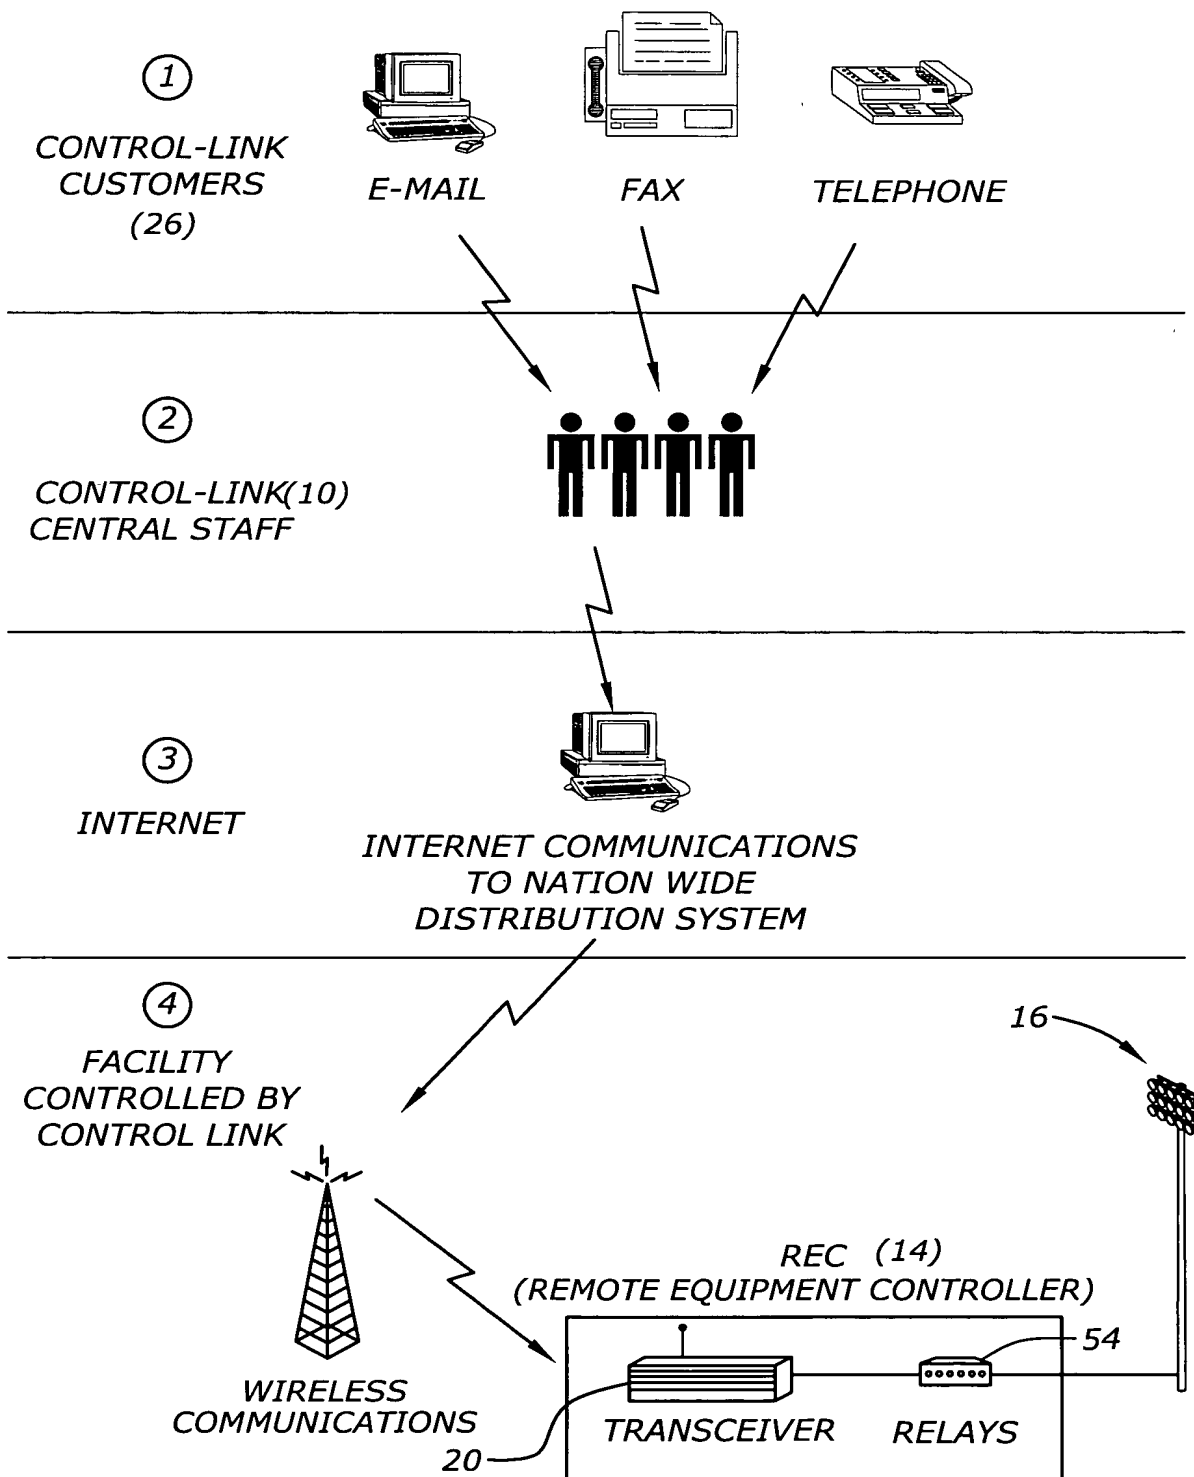 1
CONTROL-LINK
CUSTOMERS
(26)
E-MAIL
FAX
TELEPHONE
2
CONTROL-LINK(10)
CENTRAL STAFF
3
INTERNET
INTERNET COMMUNICATIONS
TO NATION WIDE
DISTRIBUTION SYSTEM
4
FACILITY
CONTROLLED BY
CONTROL LINK
16
REC (14)
(REMOTE EQUIPMENT CONTROLLER)
54
WIRELESS
COMMUNICATIONS
20
TRANSCEIVER
RELAYS